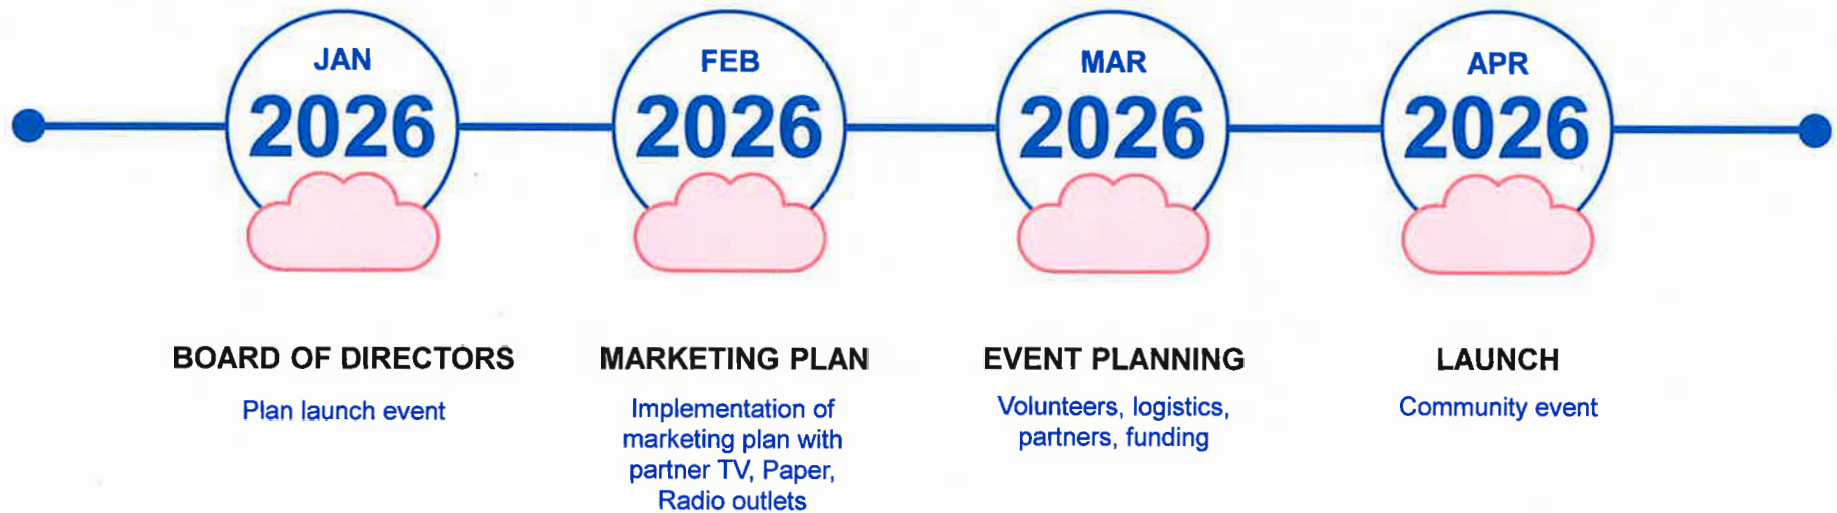 JAN
2026
FEB
2026
MAR
2026
APR
2026
BOARD OF DIRECTORS
Plan launch event
MARKETING PLAN
Implementation of
marketing plan with
partner TV, Paper,
Radio outlets
EVENT PLANNING
Volunteers, logistics,
partners, funding
LAUNCH
Community event